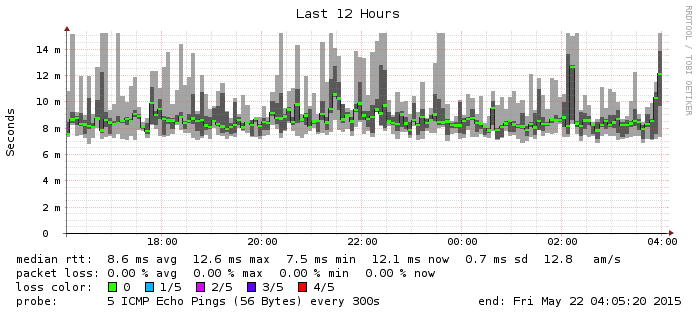 Last 12 Hours
RRDTOOL / TOBI OETIKER
Seconds
14 m
12 m
10 m
8 m
6 m
4 m
2 m
0
18:00 20:00 22:00 00:00 02:00 04:00
median rtt: 8.6 ms avg 12.6 ms max 7.5 ms min 12.1 ms now 0.7 ms sd 12.8 am/s
packet loss: 0.00 % avg 0.00 % max 0.00 % min 0.00 % now
loss color: 0 1/5 2/5 3/5 4/5
probe: 5 ICMP Echo Pings (56 Bytes) every 300s end: Fri May 22 04:05:20 2015